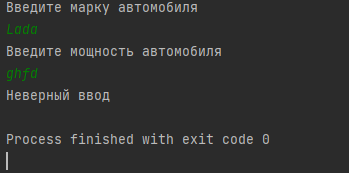 Введите марку автомобиля
Lada
Введите мощность автомобиля
ghfd
Неверный ввод
Process finished with exit code 0